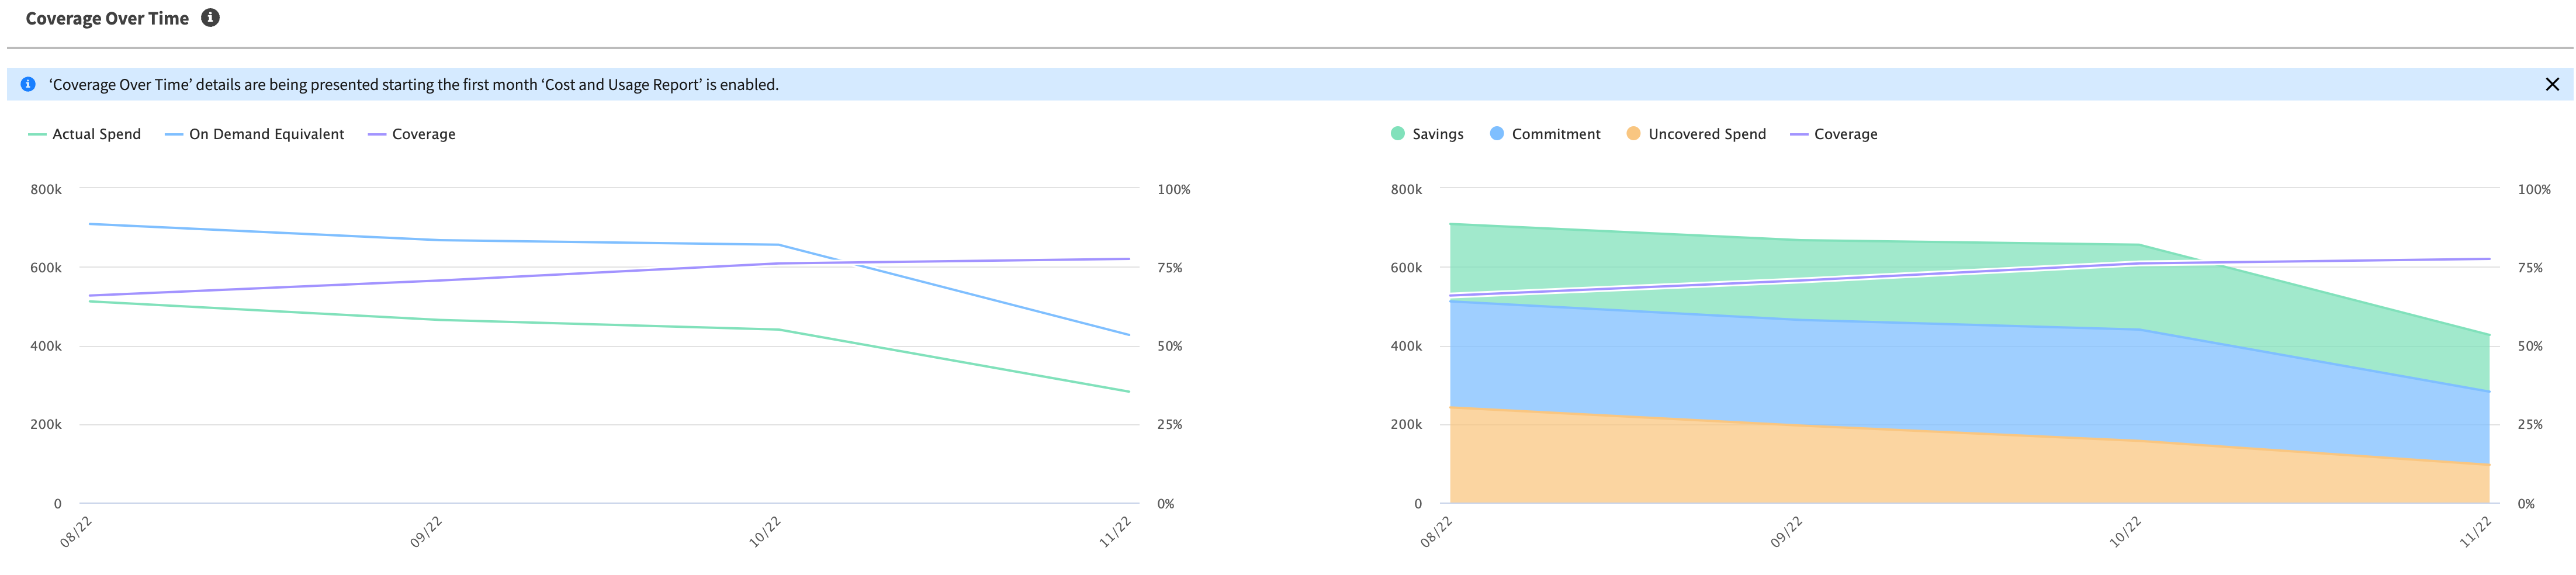 Coverage Over Time
‘Coverage Over Time’ details are being presented starting the first month ‘Cost and Usage Report’ is enabled.
Actual Spend On Demand Equivalent Coverage
800k 100%
600k 75%
400k 50%
200k 25%
0 0%
08/22 09/22 10/22 11/22
Savings Commitment Uncovered Spend Coverage
800k 100%
600k 75%
400k 50%
200k 25%
0 0%
08/22 09/22 10/22 11/22